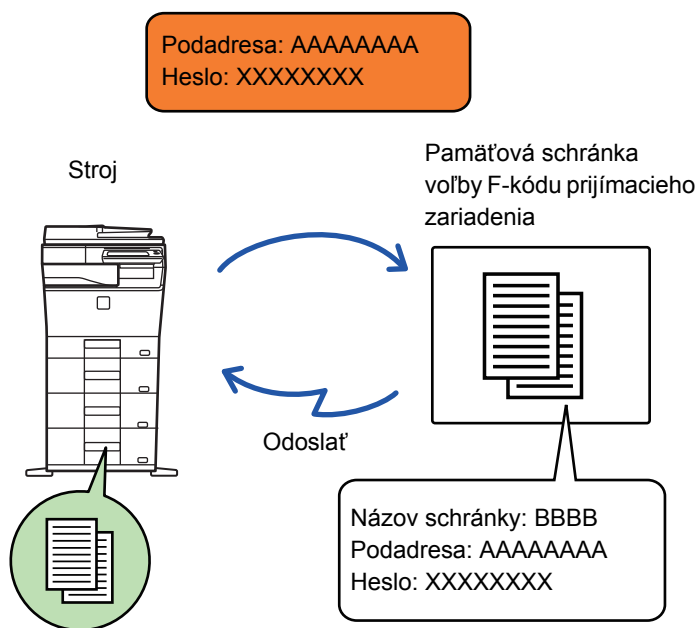 Podadresa: AAAAAAAA
Heslo: XXXXXXXX
Stroj
Pamäťová schránka
voľby F-kódu prijímacieho
zariadenia
Odoslať
Názov schránky: BBBB
Podadresa: AAAAAAAA
Heslo: XXXXXXXX